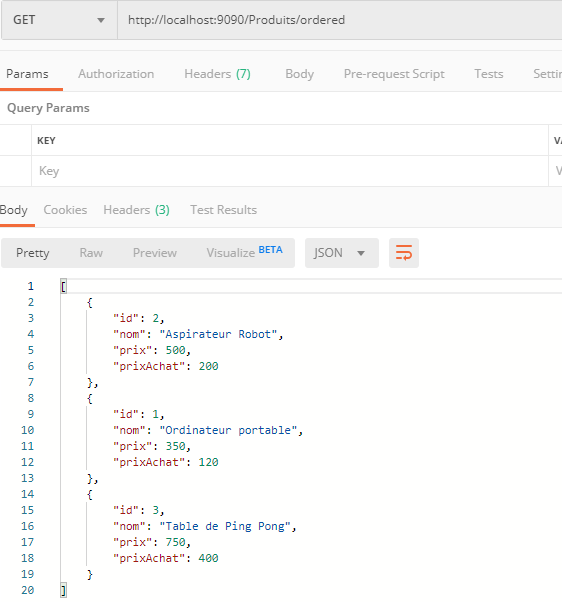 GET http://localhost:9090/Produits/ordered
Params Authorization Headers (7) Body Pre-request Script Tests
Query Params
KEY
Key
Body Cookies Headers (3) Test Results
Pretty Raw Preview Visualize BETA JSON
1 [
2 {
3 "id": 2,
4 "nom": "Aspirateur Robot",
5 "prix": 500,
6 "prixAchat": 200
7 },
8 {
9 "id": 1,
10 "nom": "Ordinateur portable",
11 "prix": 350,
12 "prixAchat": 120
13 },
14 {
15 "id": 3,
16 "nom": "Table de Ping Pong",
17 "prix": 750,
18 "prixAchat": 400
19 }
20 ]